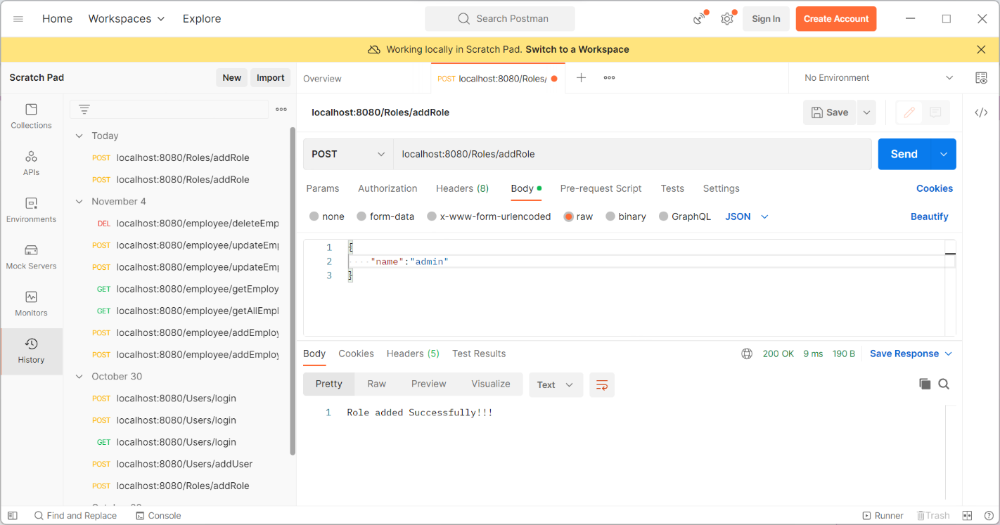 Home Workspaces Explore Search Postman Sign In Create Account
Working locally in Scratch Pad. Switch to a Workspace
Scratch Pad New Import Overview POST localhost:8080/Roles/ No Environment
Collections
APIs
Environments
Mock Servers
Monitors
History
Today
POST localhost:8080/Roles/addRole
POST localhost:8080/Roles/addRole
November 4
DEL localhost:8080/employee/deleteEmp
POST localhost:8080/employee/updateEmp
POST localhost:8080/employee/updateEmp
GET localhost:8080/employee/getEmploy
GET localhost:8080/employee/getAllEmpl
POST localhost:8080/employee/addEmploy
POST localhost:8080/employee/addEmploy
October 30
POST localhost:8080/Users/login
POST localhost:8080/Users/login
GET localhost:8080/Users/login
POST localhost:8080/Users/addUser
POST localhost:8080/Roles/addRole
localhost:8080/Roles/addRole Save </>
POST localhost:8080/Roles/addRole Send
Params Authorization Headers (8) Body Pre-request Script Tests Settings Cookies
none form-data x-www-form-urlencoded raw binary GraphQL JSON Beautify
1 {
2 "name":"admin"
3 }
Body Cookies Headers (5) Test Results 200 OK 9 ms 190 B Save Response
Pretty Raw Preview Visualize Text
1 Role added Successfully!!!
Find and Replace Console Runner Trash